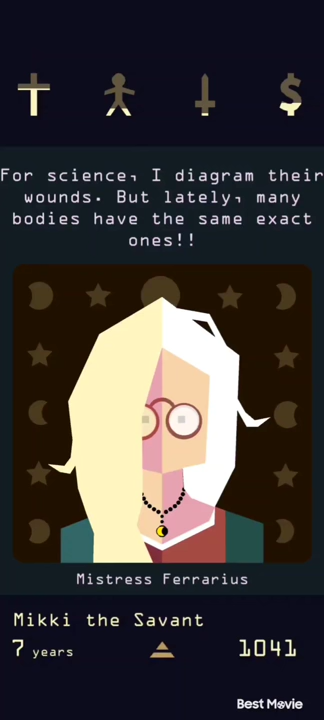 For science, I diagram their
wounds. But lately, many
bodies have the same exact
ones!!
Mistress Ferrarius
Mikki the Savant
7 years
1041
Best Movie